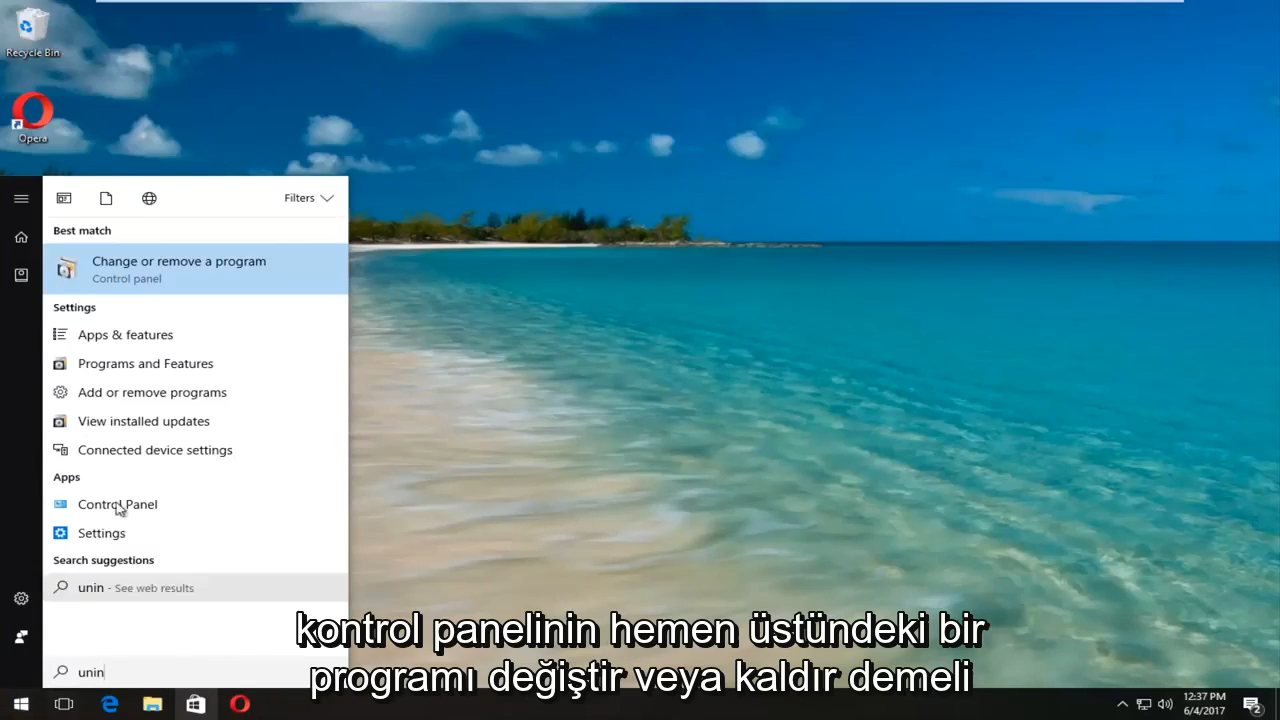 Recycle Bin
Opera
Filters
Best match
Change or remove a program
Control panel
Settings
Apps & features
Programs and Features
Add or remove programs
View installed updates
Connected device settings
Apps
Control Panel
Settings
Search suggestions
unin - See web results
kontrol panelinin hemen üstündeki bir
programı değiştir veya kaldır demeli
unin
12:37 PM
6/4/2017
2